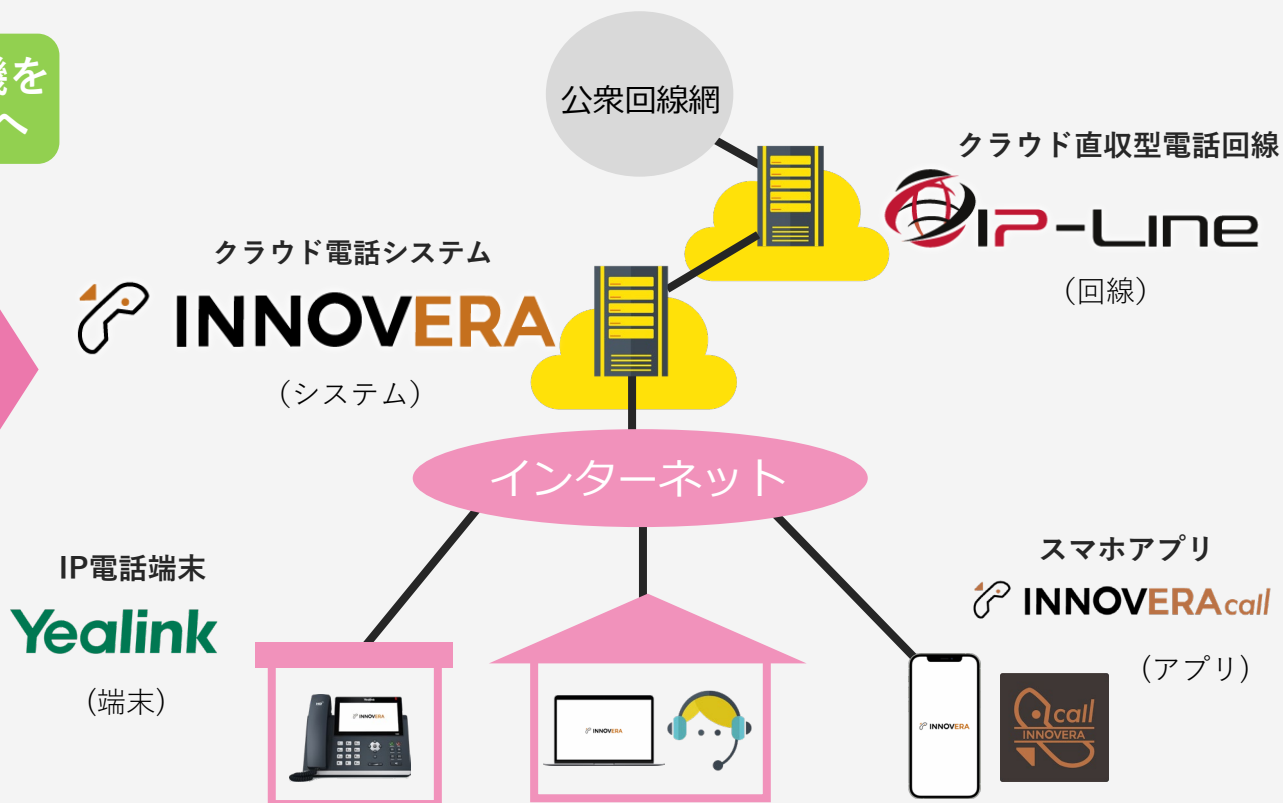 機を
へ
公衆回線網
クラウド直収型電話回線
IP-Line
（回線）
クラウド電話システム
INNOVERA
（システム）
インターネット
IP電話端末
Yealink
（端末）
スマホアプリ
INNOVERAcall
（アプリ）
INNOVERA
INNOVERA
INNOVERA
call
INNOVERA